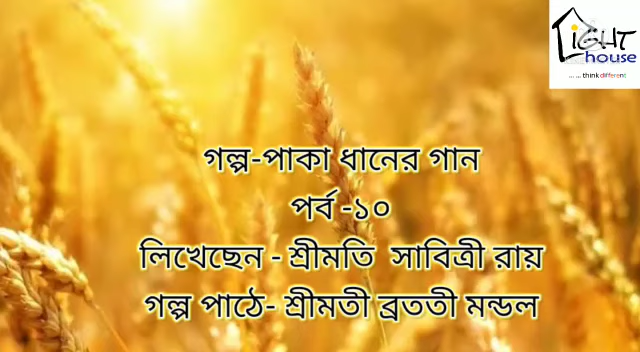 LIGHT
house
... ... think different
গল্প-পাকা ধানের গান
পর্ব -১০
লিখেছেন - শ্রীমতি সাবিত্রী রায়
গল্প পাঠে- শ্রীমতী ব্রততী মন্ডল